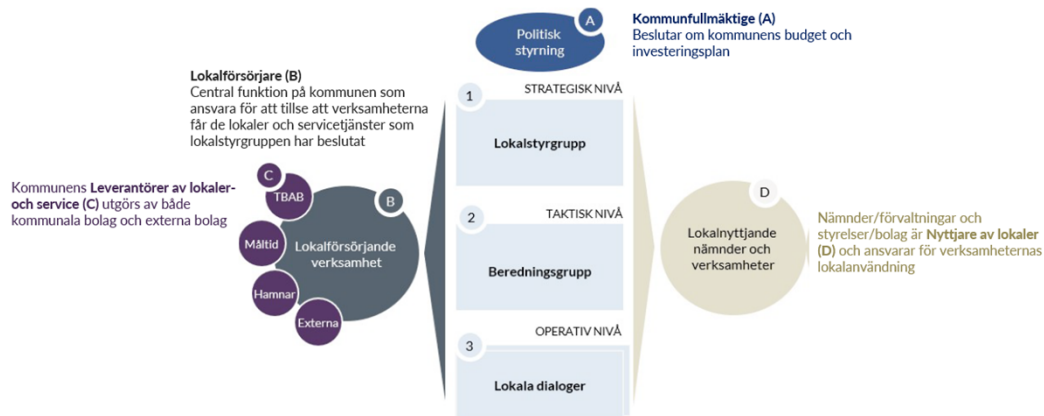 A
Politisk
styrning
Kommunfullmäktige (A)
Beslutar om kommunens budget och
investeringsplan
Lokalförsörjare (B)
Central funktion på kommunen som
ansvara för att tillse att verksamheterna
får de lokaler och servicetjänster som
lokalstyrgruppen har beslutat
1
STRATEGISK NIVÅ
Lokalstyrgrupp
Kommunens Leverantörer av lokaler-
och service (C) utgörs av både
kommunala bolag och externa bolag
C
TBAB
Måltid
Hamnar
Externa
B
Lokalförsörjande
verksamhet
2
TAKTISK NIVÅ
Beredningsgrupp
D
Lokalnyttjande
nämnder och
verksamheter
Nämnder/förvaltningar och
styrelser/bolag är Nyttjare av lokaler
(D) och ansvarar för verksamheternas
lokalanvändning
3
OPERATIV NIVÅ
Lokala dialoger